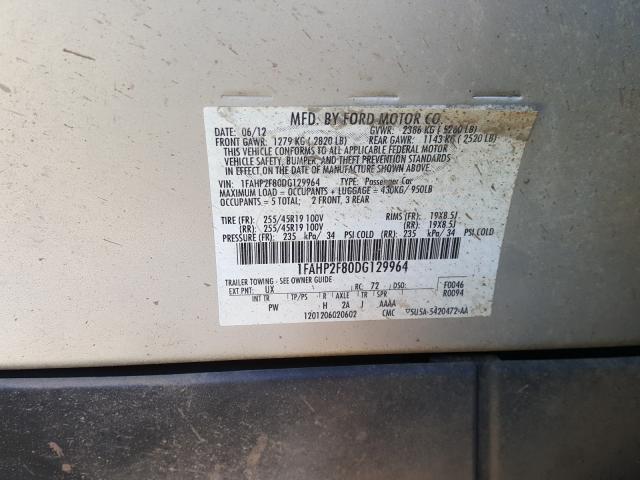 MFD. BY FORD MOTOR CO.
DATE: 06/12 GVWR: 2386 KG ( 5260 LB)
FRONT GAWR: 1279 KG ( 2820 LB) REAR GAWR: 1143 KG ( 2520 LB)
THIS VEHICLE CONFORMS TO ALL APPLICABLE FEDERAL MOTOR
VEHICLE SAFETY, BUMPER, AND THEFT PREVENTION STANDARDS
IN EFFECT ON THE DATE OF MANUFACTURE SHOWN ABOVE.
VIN: 1FAHP2F80DG129964 TYPE: Passenger Car
MAXIMUM LOAD = OCCUPANTS + LUGGAGE = 430KG/ 950LB
OCCUPANTS = 5 TOTAL: 2 FRONT, 3 REAR
TIRE (FR): 255/45R19 100V RIMS (FR): 19X8.5J
(RR): 255/45R19 100V (RR): 19X8.5J
PRESSURE (FR): 235 kPa/ 34 PSI COLD (RR): 235 kPa/ 34 PSI COLD
1FAHP2F80DG129964
TRAILER TOWING - SEE OWNER GUIDE
EXT PNT: UX RC: 72 DSO: F0046
INT TR TP/PS R AXLE TR SPR R0094
PW H 2A J AAAA
1201206020602 CMC 5U5A-5420472-AA